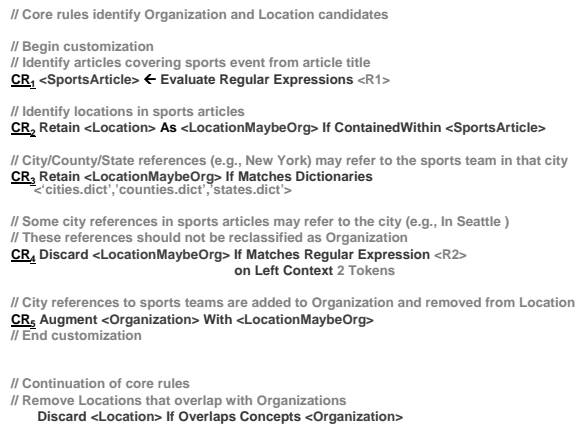 // Core rules identify Organization and Location candidates
// Begin customization
// Identify articles covering sports event from article title
CR1 <SportsArticle> ← Evaluate Regular Expressions <R1>
// Identify locations in sports articles
CR2 Retain <Location> As <LocationMaybeOrg> If ContainedWithin <SportsArticle>
// City/County/State references (e.g., New York) may refer to the sports team in that city
CR3 Retain <LocationMaybeOrg> If Matches Dictionaries
<‘cities.dict’,’counties.dict’,’states.dict’>
// Some city references in sports articles may refer to the city (e.g., In Seattle )
// These references should not be reclassified as Organization
CR4 Discard <LocationMaybeOrg> If Matches Regular Expression <R2>
on Left Context 2 Tokens
// City references to sports teams are added to Organization and removed from Location
CR5 Augment <Organization> With <LocationMaybeOrg>
// End customization
// Continuation of core rules
// Remove Locations that overlap with Organizations
Discard <Location> If Overlaps Concepts <Organization>